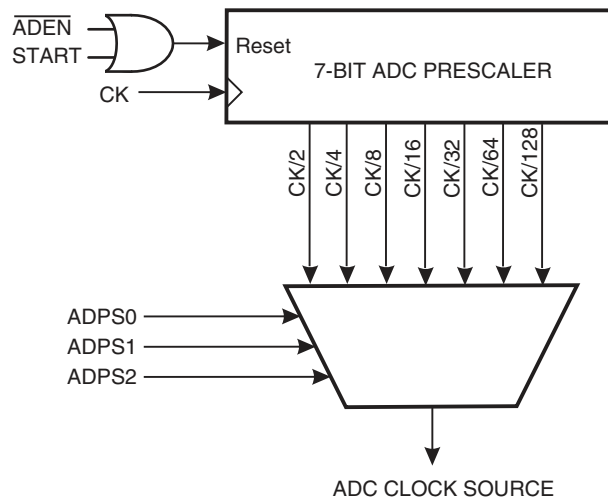 ADEN
START
Reset
7-BIT ADC PRESCALER
CK
CK/2
CK/4
CK/8
CK/16
CK/32
CK/64
CK/128
ADPS0
ADPS1
ADPS2
ADC CLOCK SOURCE